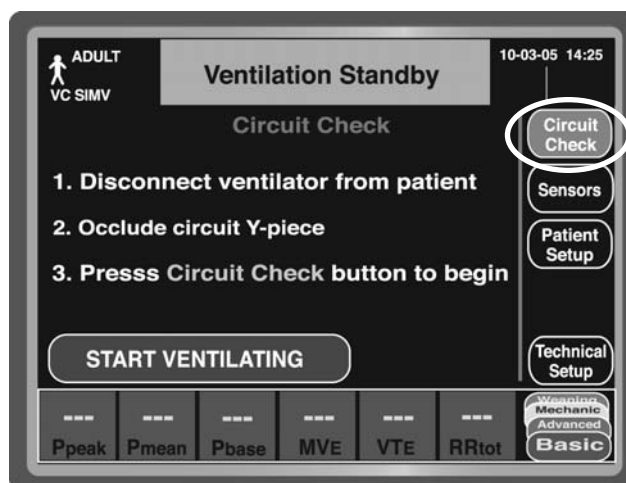 ADULT
VC SIMV
Ventilation Standby
10-03-05 14:25
Circuit Check
1. Disconnect ventilator from patient
2. Occlude circuit Y-piece
3. Presss Circuit Check button to begin
START VENTILATING
Circuit
Check
Sensors
Patient
Setup
Technical
Setup
--- --- --- --- --- ---
Ppeak Pmean Pbase MVE VTE RRtot
Weaning
Mechanic
Advanced
Basic